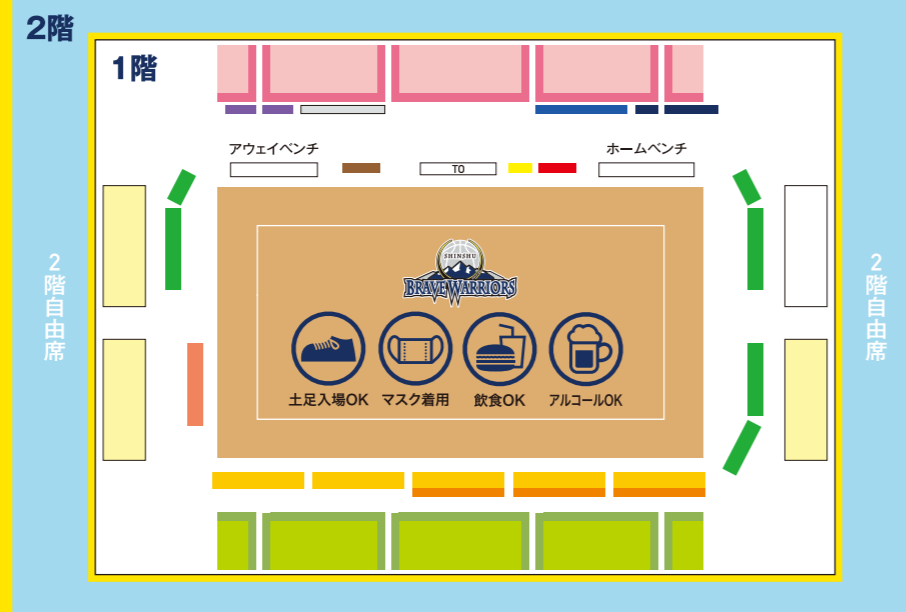 2階
1階
アウェイベンチ
TO
ホームベンチ
SHINSHU
BRAVE WARRIORS
2階自由席
2階自由席
土足入場OK
マスク着用
飲食OK
アルコールOK